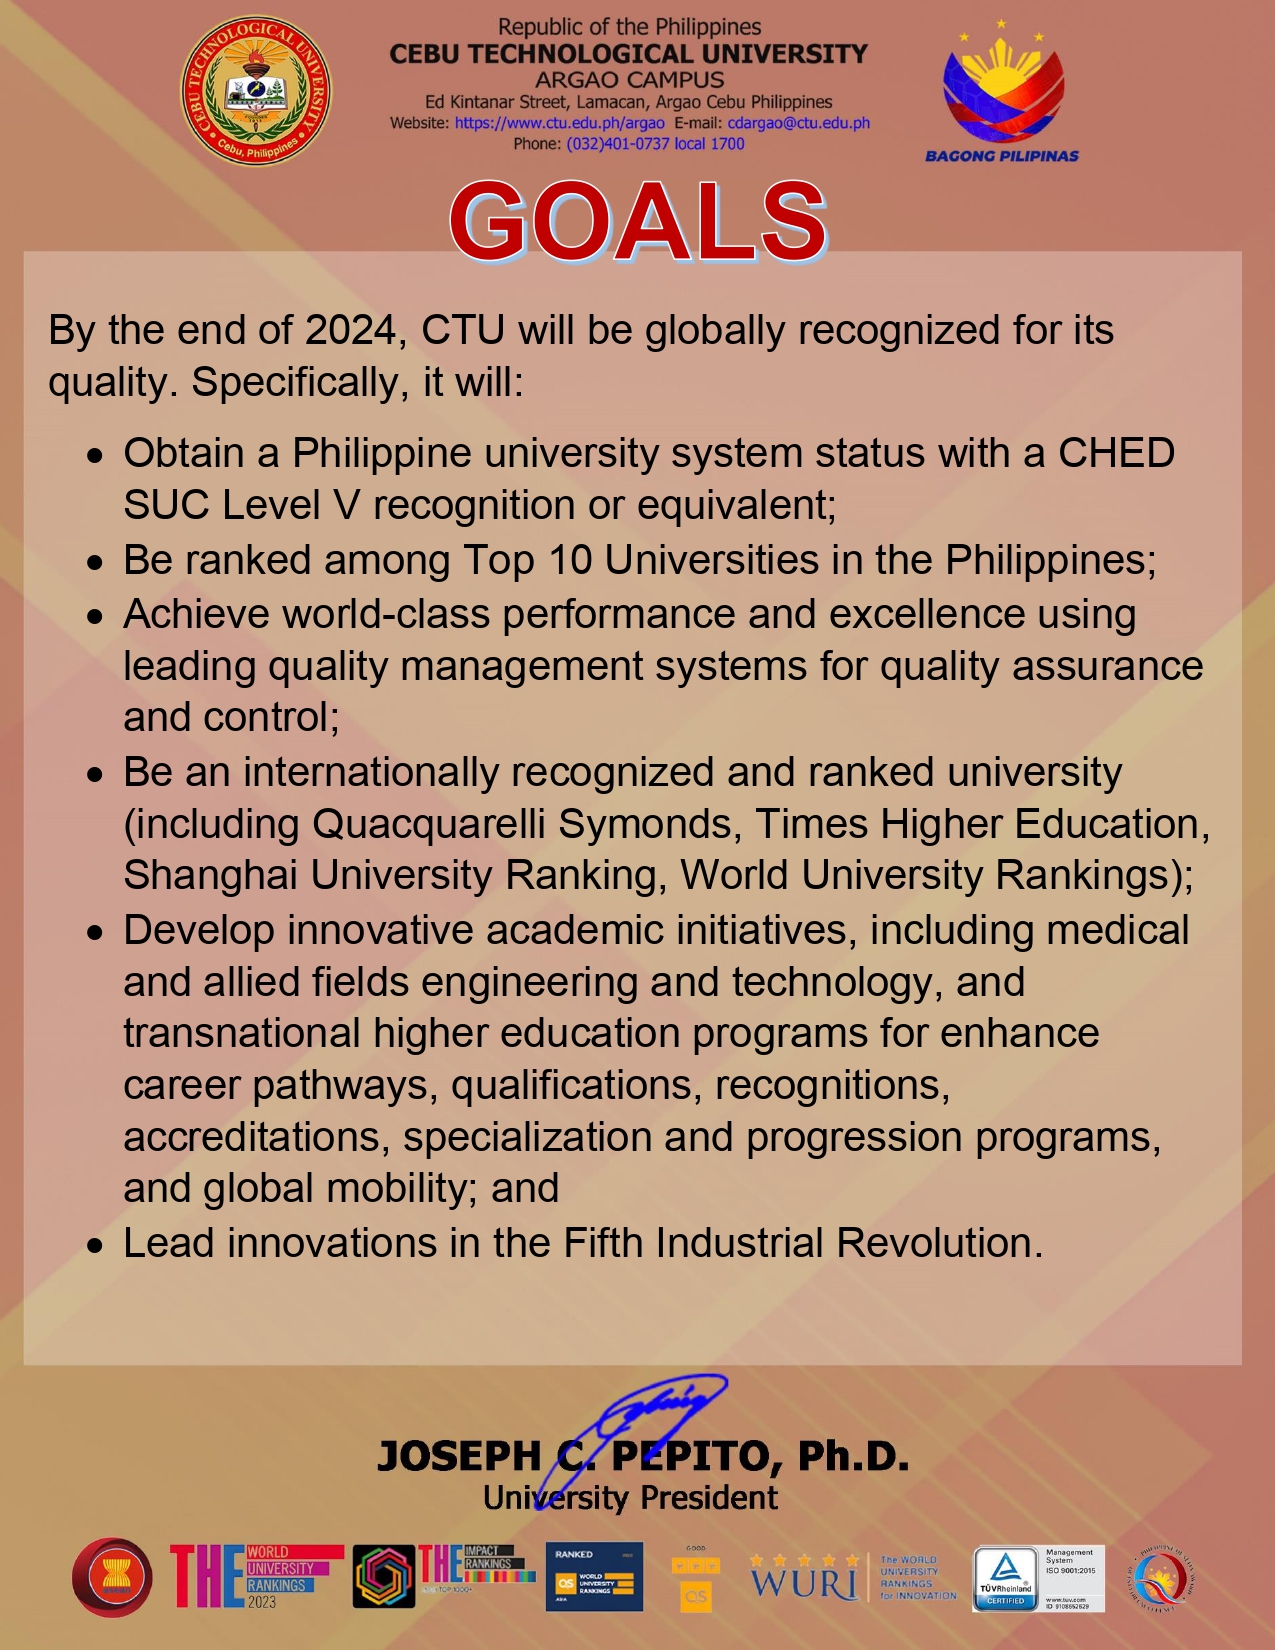 Republic of the Philippines
CEBU TECHNOLOGICAL UNIVERSITY
ARGAO CAMPUS
Ed Kintanar Street, Lamacan, Argao Cebu Philippines
Website: https://www.ctu.edu.ph/argao E-mail: cdargao@ctu.edu.ph
Phone: (032)401-0737 local 1700
CEBU TECHNOLOGICAL UNIVERSITY
Cebu, Philippines
BAGONG PILIPINAS
GOALS
By the end of 2024, CTU will be globally recognized for its
quality. Specifically, it will:
• Obtain a Philippine university system status with a CHED
SUC Level V recognition or equivalent;
• Be ranked among Top 10 Universities in the Philippines;
• Achieve world-class performance and excellence using
leading quality management systems for quality assurance
and control;
• Be an internationally recognized and ranked university
(including Quacquarelli Symonds, Times Higher Education,
Shanghai University Ranking, World University Rankings);
• Develop innovative academic initiatives, including medical
and allied fields engineering and technology, and
transnational higher education programs for enhance
career pathways, qualifications, recognitions,
accreditations, specialization and progression programs,
and global mobility; and
• Lead innovations in the Fifth Industrial Revolution.
JOSEPH C. PEPITO, Ph.D.
University President
THE WORLD
UNIVERSITY
RANKINGS
2023
THE IMPACT
RANKINGS
TOP 1000+
RANKED
QS WORLD
UNIVERSITY
RANKINGS
GOOD
QS
WURI
The WORLD
UNIVERSITY
RANKINGS
for INNOVATION
TÜVRheinland
CERTIFIED
Management
System
ISO 9001:2015
www.tuv.com